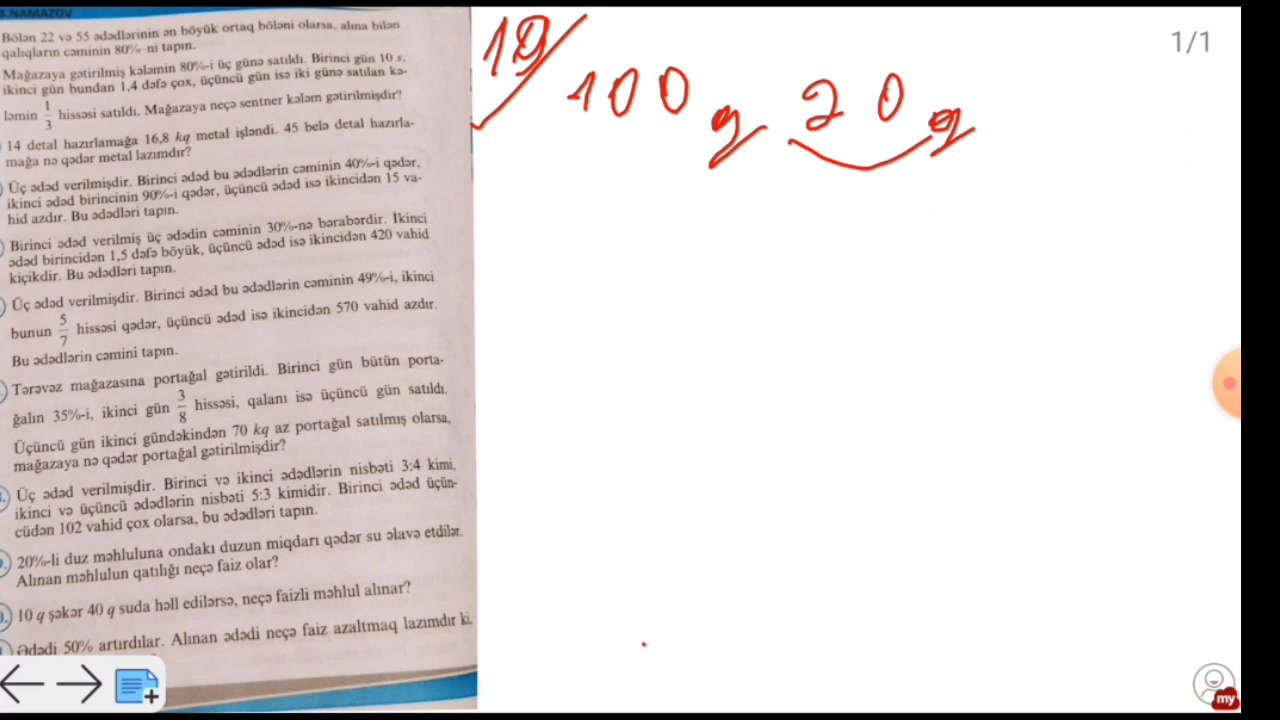 B.NAMAZOV
Bölən 22 və 55 ədədlərinin ən böyük ortaq böləni olarsa, alına bilən
qalıqların cəminin 80%-ni tapın.
Mağazaya gətirilmiş kələmin 80%-i üç günə satıldı. Birinci gün 10 s,
ikinci gün bundan 1,4 dəfə çox, üçüncü gün isə iki günə satılan kə-
ləmin 1/3 hissəsi satıldı. Mağazaya neçə sentner kələm gətirilmişdir?
14 detal hazırlamağa 16,8 kq metal işləndi. 45 belə detal hazırla-
mağa nə qədər metal lazımdır?
Üç ədəd verilmişdir. Birinci ədəd bu ədədlərin cəminin 40%-i qədər,
ikinci ədəd birincinin 90%-i qədər, üçüncü ədəd isə ikincidən 15 va-
hid azdır. Bu ədədləri tapın.
Birinci ədəd verilmiş üç ədədin cəminin 30%-nə bərabərdir. İkinci
ədəd birincidən 1,5 dəfə böyük, üçüncü ədəd isə ikincidən 420 vahid
kiçikdir. Bu ədədləri tapın.
Üç ədəd verilmişdir. Birinci ədəd bu ədədlərin cəminin 49%-i, ikinci
bunun 5/7 hissəsi qədər, üçüncü ədəd isə ikincidən 570 vahid azdır.
Bu ədədlərin cəmini tapın.
Tərəvəz mağazasına portağal gətirildi. Birinci gün bütün porta-
ğalın 35%-i, ikinci gün 3/8 hissəsi, qalanı isə üçüncü gün satıldı.
Üçüncü gün ikinci gündəkindən 70 kq az portağal satılmış olarsa,
mağazaya nə qədər portağal gətirilmişdir?
Üç ədəd verilmişdir. Birinci və ikinci ədədlərin nisbəti 3:4 kimi,
ikinci və üçüncü ədədlərin nisbəti 5:3 kimidir. Birinci ədəd üçün-
cüdən 102 vahid çox olarsa, bu ədədləri tapın.
20%-li duz məhluluna ondakı duzun miqdarı qədər su əlavə etdilər.
Alınan məhlulun qatılığı neçə faiz olar?
10 q şəkər 40 q suda həll edilərsə, neçə faizli məhlul alınar?
Ədədi 50% artırdılar. Alınan ədədi neçə faiz azaltmaq lazımdır ki,
100 q 20 q
1/1
my